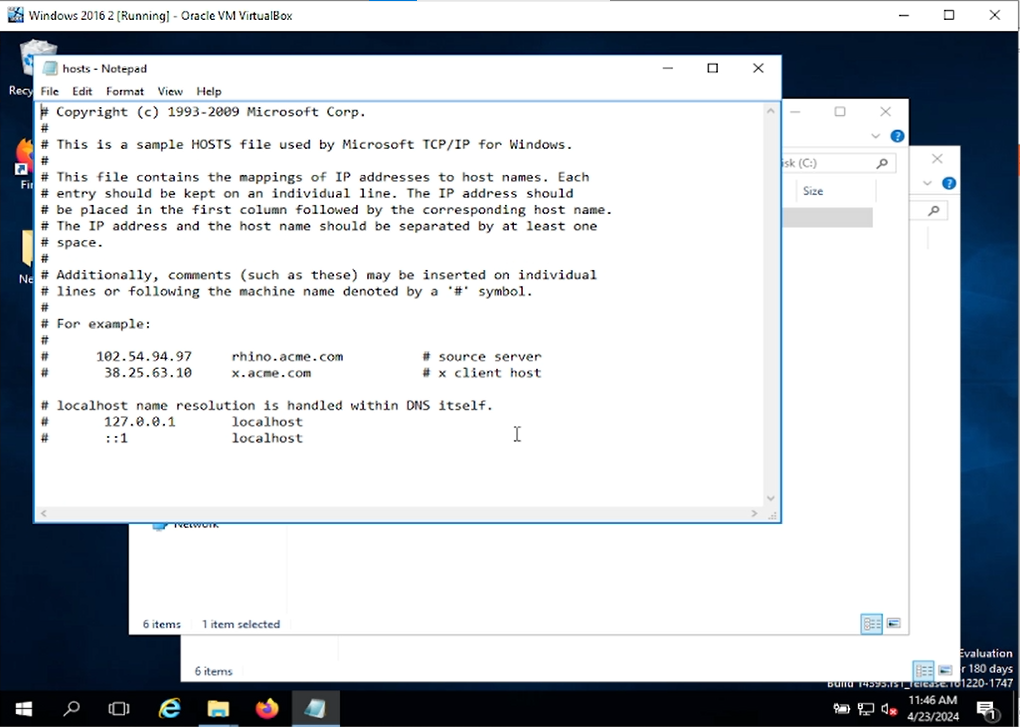 Windows 2016 2 [Running] - Oracle VM VirtualBox
Recy
hosts - Notepad
File Edit Format View Help
# Copyright (c) 1993-2009 Microsoft Corp.
#
# This is a sample HOSTS file used by Microsoft TCP/IP for Windows.
#
# This file contains the mappings of IP addresses to host names. Each
# entry should be kept on an individual line. The IP address should
# be placed in the first column followed by the corresponding host name.
# The IP address and the host name should be separated by at least one
# space.
#
# Additionally, comments (such as these) may be inserted on individual
# lines or following the machine name denoted by a '#' symbol.
#
# For example:
#
# 102.54.94.97 rhino.acme.com # source server
# 38.25.63.10 x.acme.com # x client host
# localhost name resolution is handled within DNS itself.
# 127.0.0.1 localhost
# ::1 localhost
isk (C:)
Size
Fir
Ne
Network
6 items 1 item selected
6 items
Evaluation
r 180 days
Build 14393.rs1_release.161220-1747
11:46 AM
4/23/2024
1